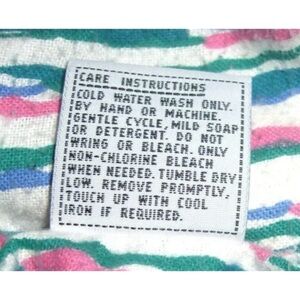 CARE INSTRUCTIONS
COLD WATER WASH ONLY.
BY HAND OR MACHINE.
GENTLE CYCLE, MILD SOAP
OR DETERGENT. DO NOT
WRING OR BLEACH. ONLY
NON-CHLORINE BLEACH
WHEN NEEDED. TUMBLE DRY
LOW. REMOVE PROMPTLY,
TOUCH UP WITH COOL
IRON IF REQUIRED.